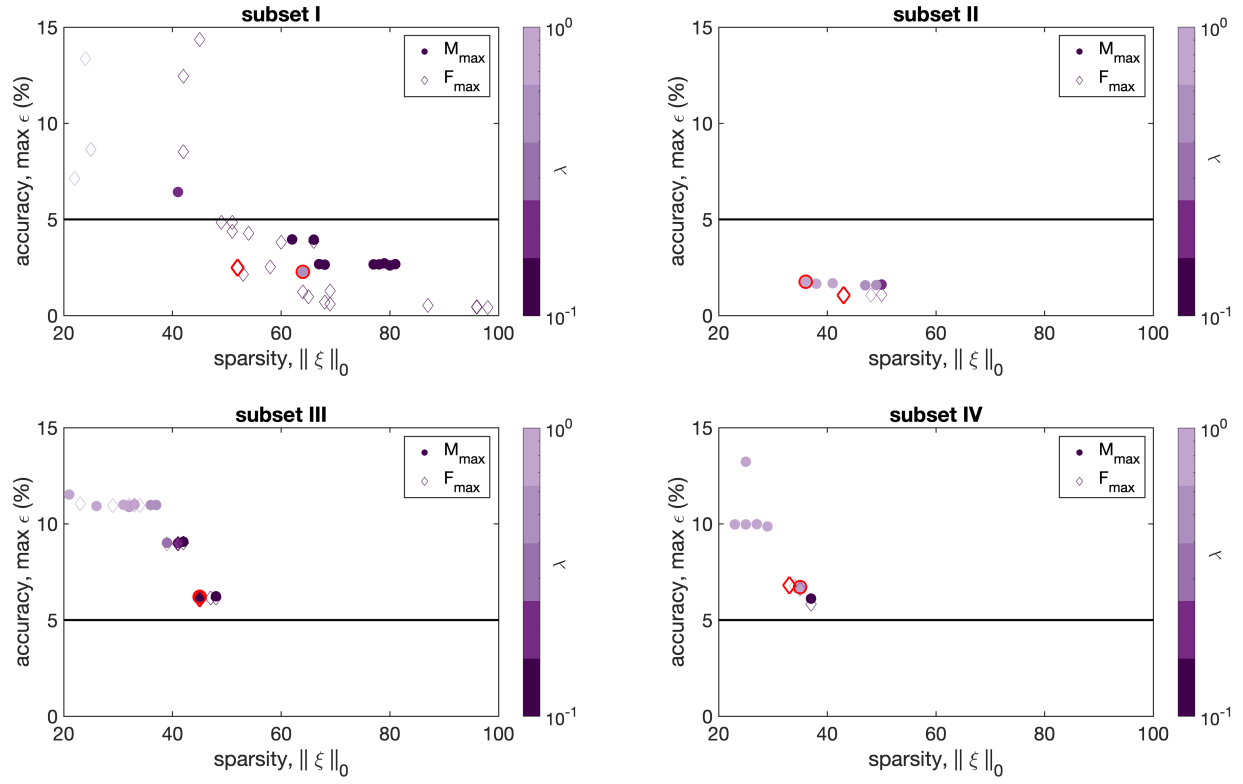 subset I
accuracy, max ϵ (%)
15
10
5
0
20
40
60
80
100
sparsity, || ξ ||_0
M_max
F_max
10^0
λ
10^-1
subset II
accuracy, max ϵ (%)
15
10
5
0
20
40
60
80
100
sparsity, || ξ ||_0
M_max
F_max
10^0
λ
10^-1
subset III
accuracy, max ϵ (%)
15
10
5
0
20
40
60
80
100
sparsity, || ξ ||_0
M_max
F_max
10^0
λ
10^-1
subset IV
accuracy, max ϵ (%)
15
10
5
0
20
40
60
80
100
sparsity, || ξ ||_0
M_max
F_max
10^0
λ
10^-1